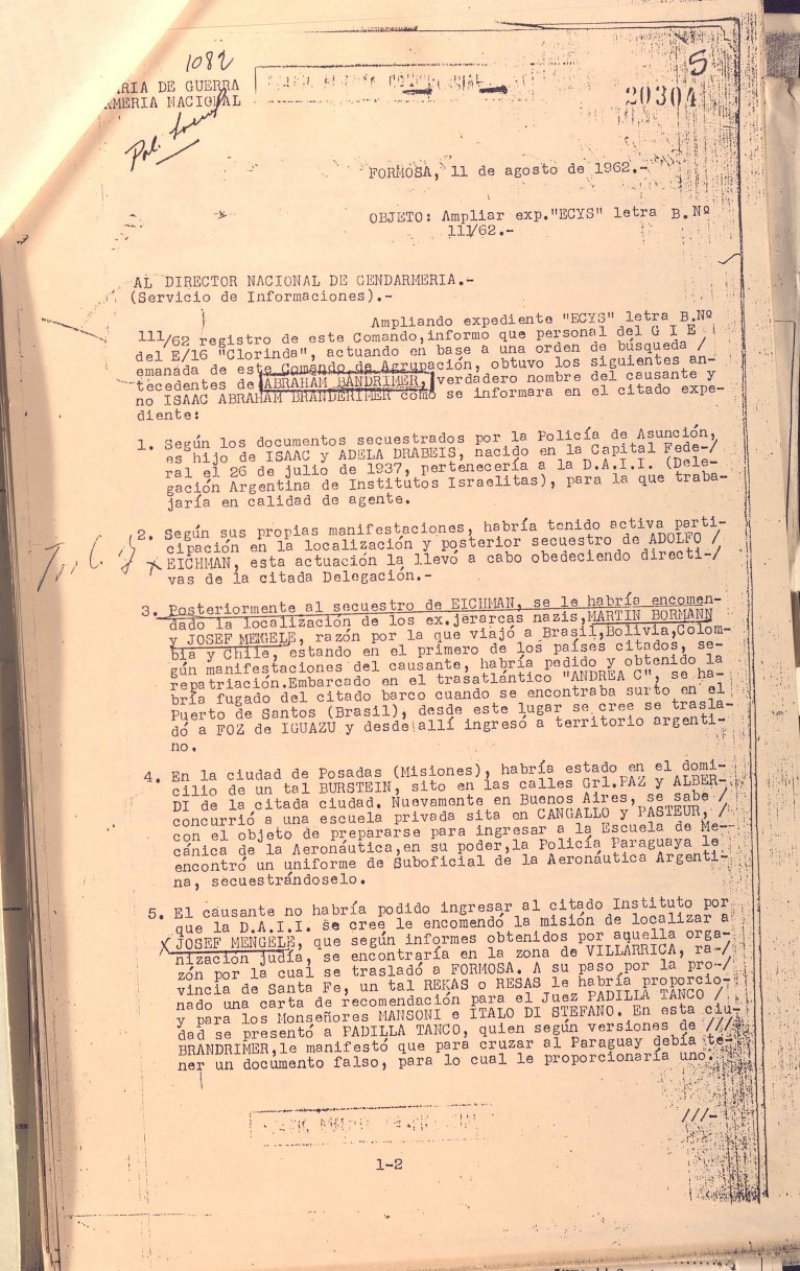 1082
5
ARIA DE GUERRA
RMERIA NACIONAL
20304
FORMOSA, 11 de agosto de 1962.-
OBJETO: Ampliar exp."ECYS" letra B.Nº
111/62.-
AL DIRECTOR NACIONAL DE GENDARMERIA.-
(Servicio de Informaciones).-
Ampliando expediente "ECYS" letra B.Nº
111/62 registro de este Comando,informo que personal del G I E
del E/16 "Clorinda", actuando en base a una orden de búsqueda /
emanada de este Comando de Agrupación, obtuvo los siguientes an-
tecedentes de ABRAHAM BANDRIMER, verdadero nombre del causante y
no ISAAC ABRAHAM BRANDERIMER como se informara en el citado expe-
diente:
1. Según los documentos secuestrados por la Policía de Asunción,
es hijo de ISAAC y ADELA DRABEIS, nacido en la Capital Fede-/
ral el 26 de julio de 1937, pertenecería a la D.A.I.I. (Dele-
gación Argentina de Institutos Israelitas), para la que traba-
jaría en calidad de agente.
2. Según sus propias manifestaciones, habría tenido activa parti-
cipación en la localización y posterior secuestro de ADOLFO /
EICHMAN, esta actuación la llevó a cabo obedeciendo directi-/
vas de la citada Delegación.-
3. Posteriormente al secuestro de EICHMAN, se le habría encomen-
dado la localización de los ex.jerarcas nazis,MARTIN BORMANN
y JOSEF MENGELE, razón por la que viajó a Brasil,Bolivia,Colom-
bia y Chile, estando en el primero de los países citados, se-
gún manifestaciones del causante, habría pedido y obtenido la
repatriación.Embarcado en el trasatlántico "ANDREA C", se ha-
bría fugado del citado barco cuando se encontraba surto en el
Puerto de Santos (Brasil), desde este lugar se cree se trasla-
dó a FOZ de IGUAZU y desde allí ingresó a territorio argenti-
no.
4. En la ciudad de Posadas (Misiones), habría estado en el domi-
cilio de un tal BURSTEIN, sito en las calles Grl.PAZ y ALBER-
DI de la citada ciudad. Nuevamente en Buenos Aires, se sabe /
concurrió a una escuela privada sita en CANGALLO y PASTEUR, /
con el objeto de prepararse para ingresar a la Escuela de Me--
cánica de la Aeronáutica,en su poder,la Policía Paraguaya le
encontró un uniforme de Suboficial de la Aeronáutica Argenti-
na, secuestrándoselo.
5. El causante no habría podido ingresar al citado Instituto por
que la D.A.I.I. se cree le encomendó la misión de localizar a
JOSEF MENGELE, que según informes obtenidos por aquella orga-
nización judía, se encontraría en la zona de VILLARRICA, ra-/
zón por la cual se trasladó a FORMOSA. A su paso por la pro-/
vincia de Santa Fe, un tal REKAS o RESAS le habría proporcio-
nado una carta de recomendación para el Juez PADILLA TANCO /
y para los Monseñores MANSONI e ITALO DI STEFANO. En esta ciu-
dad se presentó a PADILLA TANCO, quien según versiones de ///
BRANDRIMER,le manifestó que para cruzar al Paraguay debía te-
ner un documento falso, para lo cual le proporcionaría uno.
///-
1-2